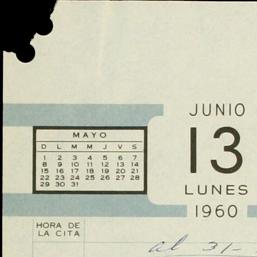 JUNIO
13
LUNES
1960
MAYO
D L M M J V S
1 2 3 4 5 6 7
8 9 10 11 12 13 14
15 16 17 18 19 20 21
22 23 24 25 26 27 28
29 30 31
HORA DE
LA CITA
al 31-